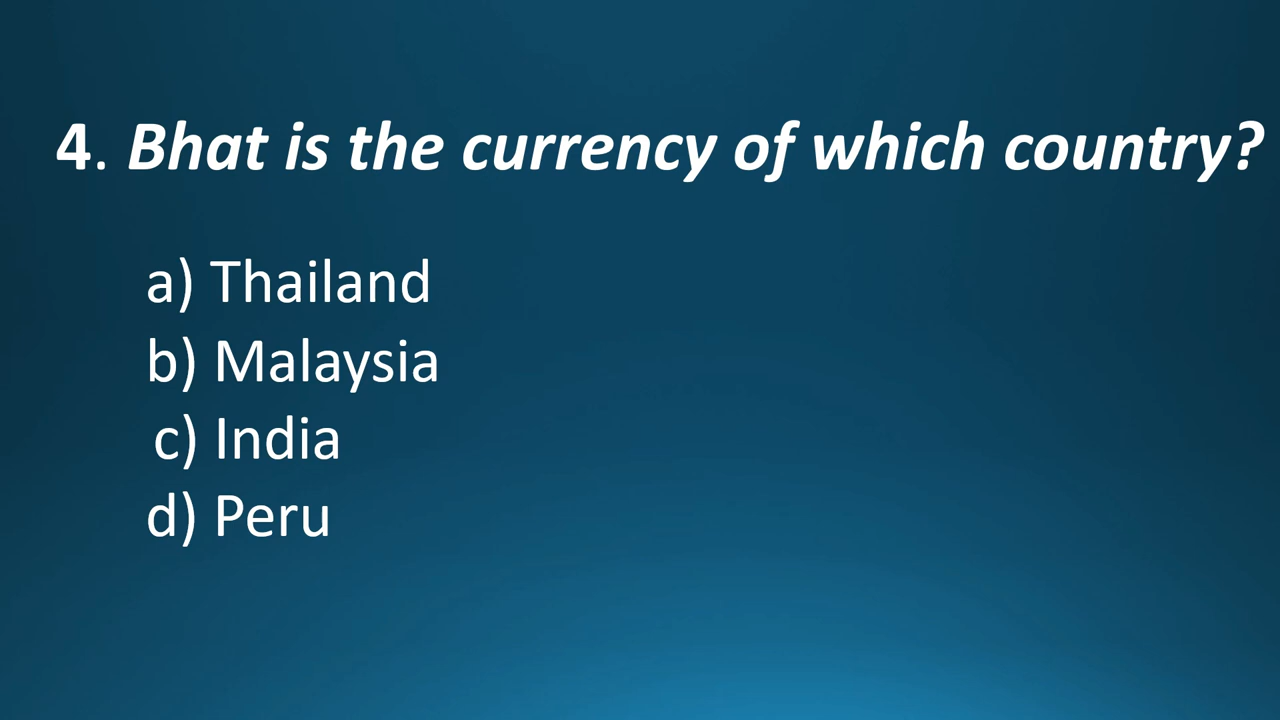 4. Bhat is the currency of which country?
a) Thailand
b) Malaysia
c) India
d) Peru